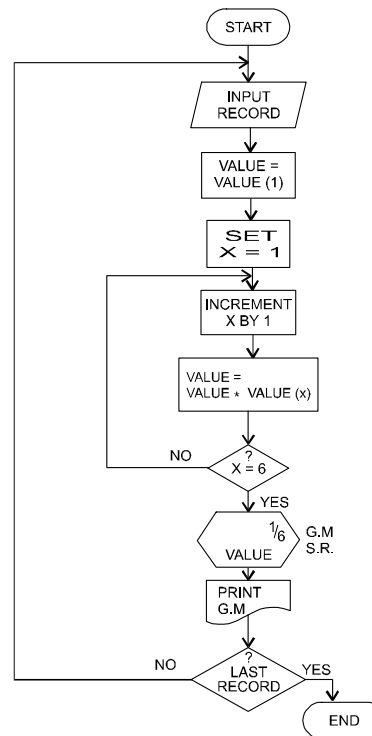 START
INPUT
RECORD
VALUE =
VALUE (1)
SET
X = 1
INCREMENT
X BY 1
VALUE =
VALUE * VALUE (x)
NO
?
X = 6
YES
1/6
VALUE
G.M
S.R.
PRINT
G.M
NO
?
LAST
RECORD
YES
END